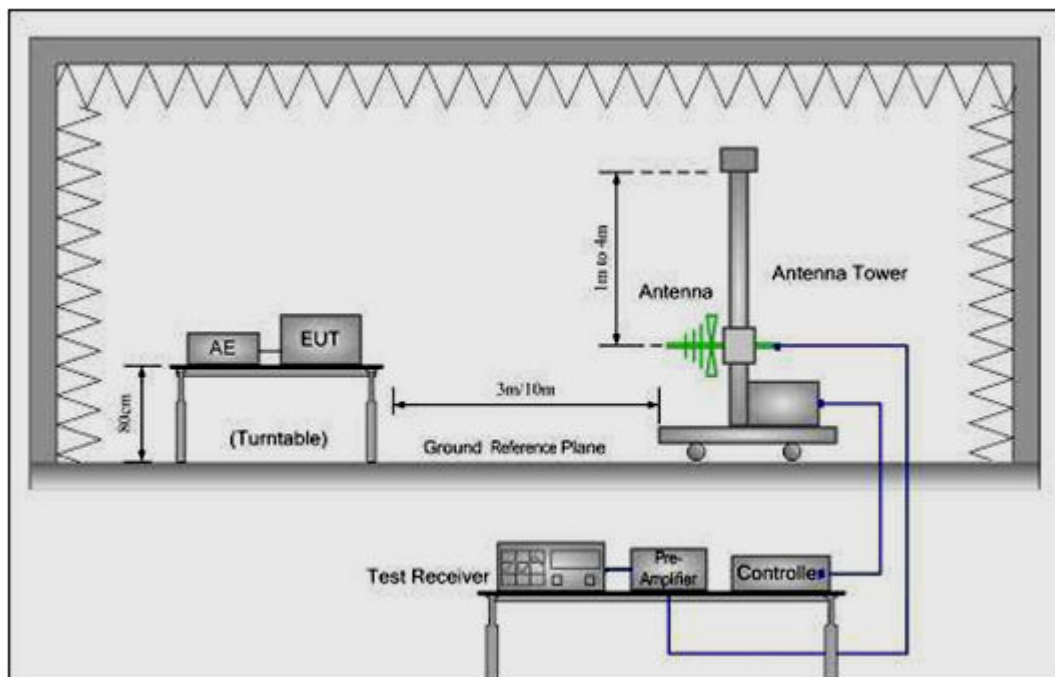 1m to 4m
Antenna Tower
Antenna
AE
EUT
80cm
(Turntable)
3m/10m
Ground Reference Plane
Test Receiver
Pre-
Amplifier
Controller